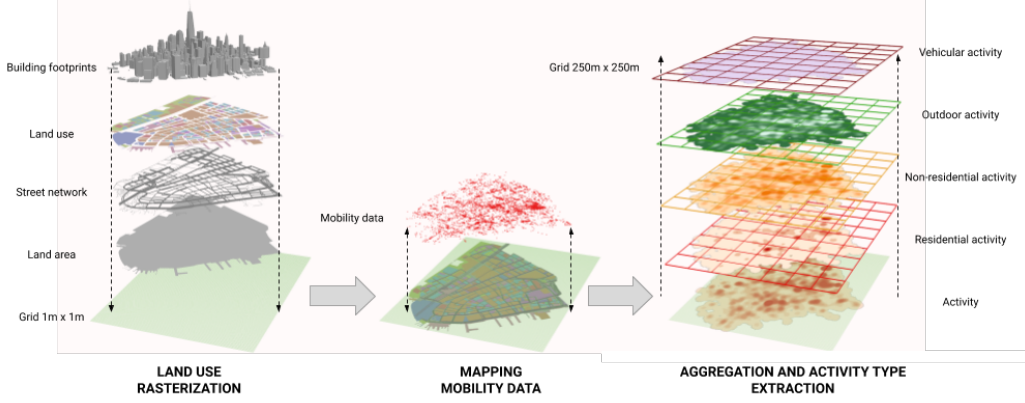 Building footprints
Land use
Street network
Land area
Grid 1m x 1m
LAND USE
RASTERIZATION
Mobility data
MAPPING
MOBILITY DATA
Grid 250m x 250m
Vehicular activity
Outdoor activity
Non-residential activity
Residential activity
Activity
AGGREGATION AND ACTIVITY TYPE
EXTRACTION